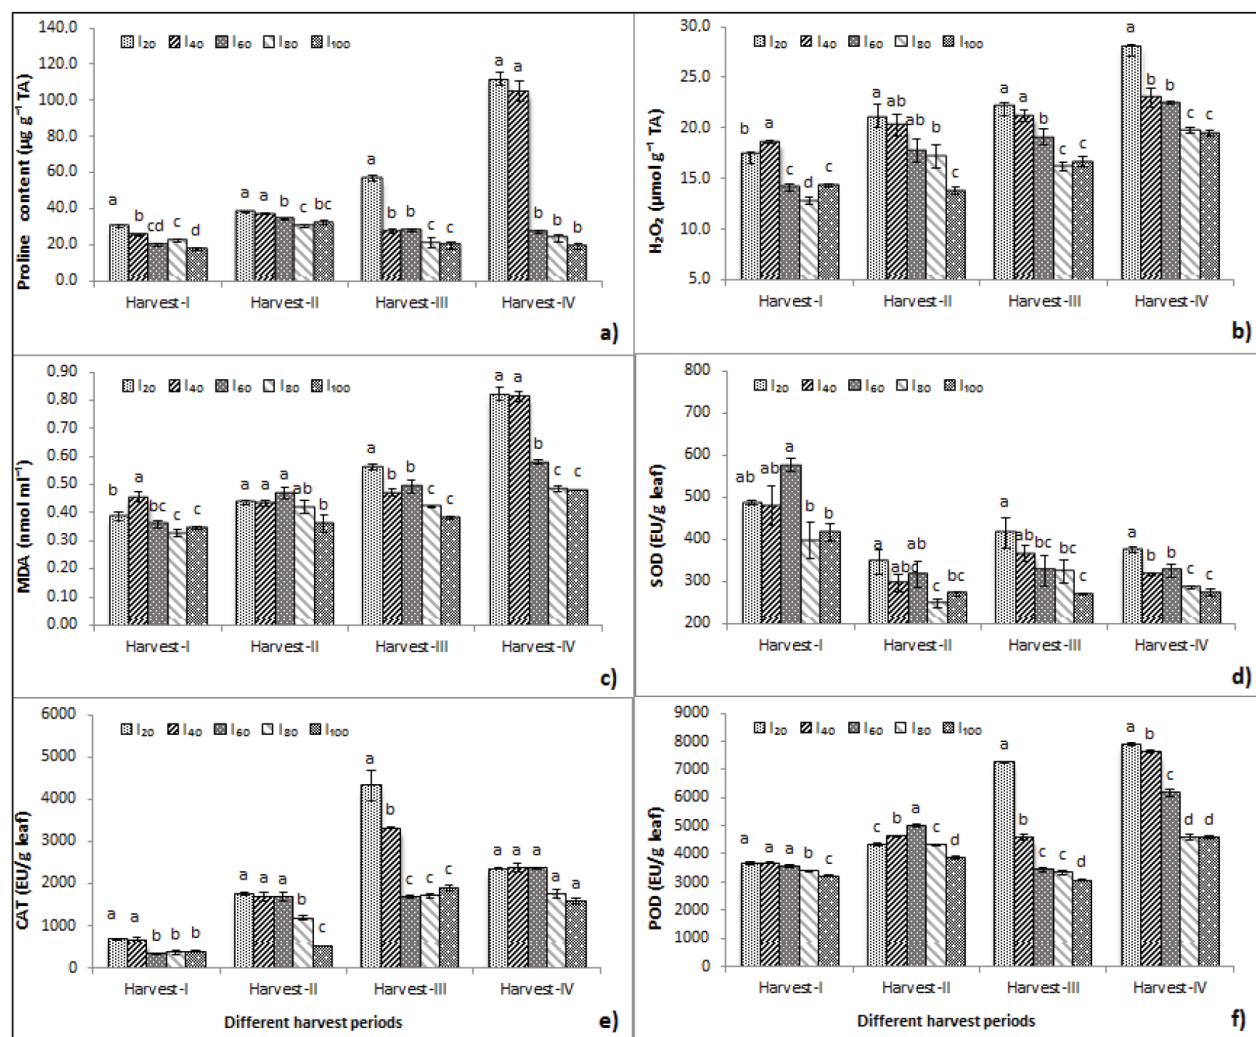 Proline content (µg g⁻¹ TA)
140.0
120.0
100.0
80.0
60.0
40.0
20.0
0.0
I₂₀ I₄₀ I₆₀ I₈₀ I₁₀₀
a b cd c d
a a b c bc
a b b c c
a a b b b
Harvest-I Harvest-II Harvest-III Harvest-IV
a)
H₂O₂ (µmol g⁻¹ TA)
30.0
25.0
20.0
15.0
10.0
5.0
I₂₀ I₄₀ I₆₀ I₈₀ I₁₀₀
b a c d c
a ab ab b c
a a b c c
a b b c c
Harvest-I Harvest-II Harvest-III Harvest-IV
b)
MDA (nmol ml⁻¹)
0.90
0.80
0.70
0.60
0.50
0.40
0.30
0.20
0.10
0.00
I₂₀ I₄₀ I₆₀ I₈₀ I₁₀₀
b a bc c c
a a a ab b
a b b c c
a a b c c
Harvest-I Harvest-II Harvest-III Harvest-IV
c)
SOD (EU/g leaf)
800
700
600
500
400
300
200
I₂₀ I₄₀ I₆₀ I₈₀ I₁₀₀
ab ab a b b
a abc ab c bc
a ab bc bc c
a b b c c
Harvest-I Harvest-II Harvest-III Harvest-IV
d)
CAT (EU/g leaf)
6000
5000
4000
3000
2000
1000
0
I₂₀ I₄₀ I₆₀ I₈₀ I₁₀₀
a a b b b
a a a b c
a b c c c
a a a a a
Harvest-I Harvest-II Harvest-III Harvest-IV
Different harvest periods
e)
POD (EU/g leaf)
9000
8000
7000
6000
5000
4000
3000
2000
1000
0
I₂₀ I₄₀ I₆₀ I₈₀ I₁₀₀
a a a b c
c b a c d
a b c c d
a b c d d
Harvest-I Harvest-II Harvest-III Harvest-IV
Different harvest periods
f)